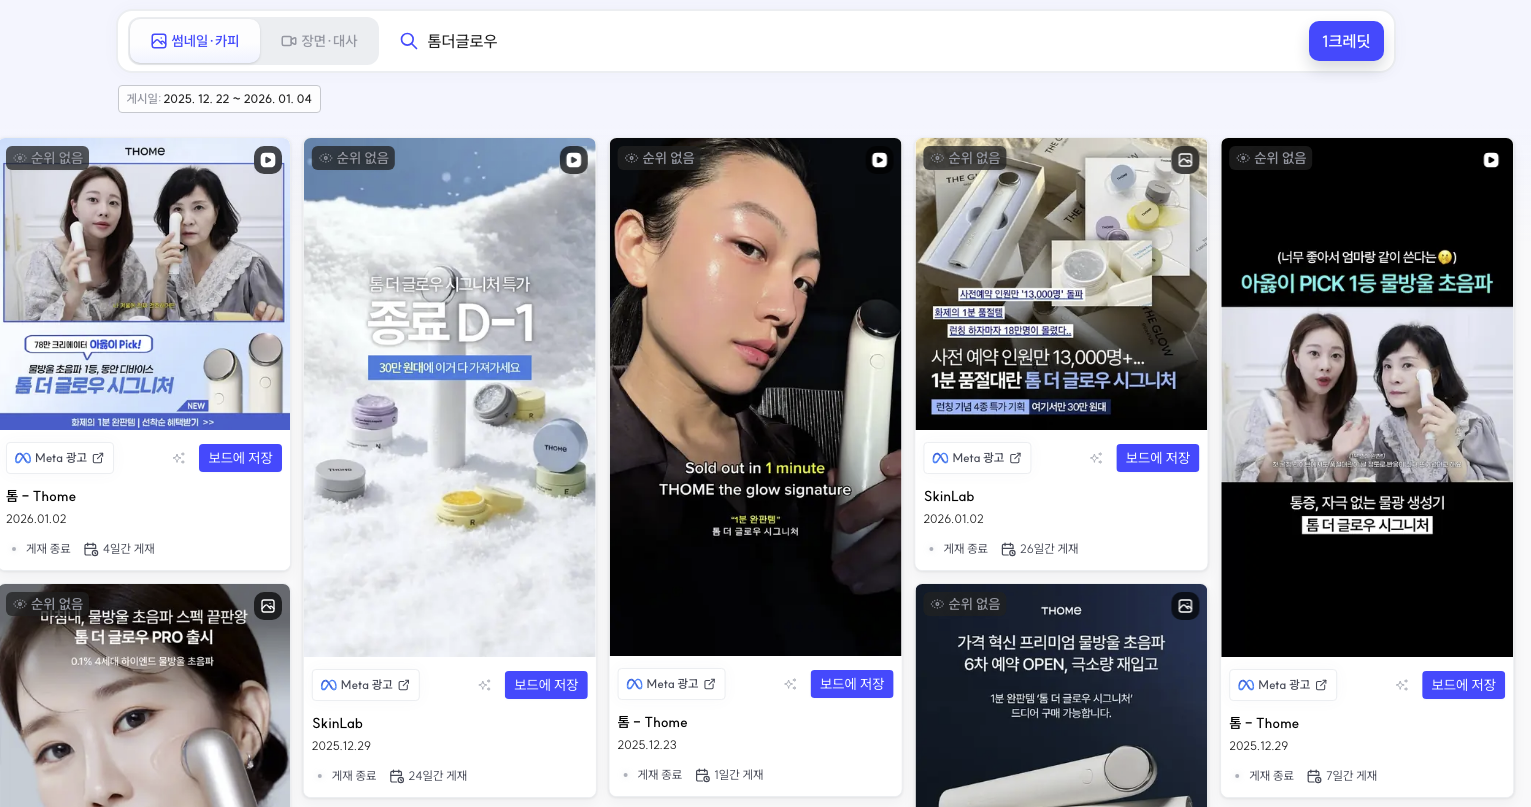 썸네일·카피
장면·대사
톰더글로우
1크레딧
게시일: 2025. 12. 22 ~ 2026. 01. 04
순위 없음
THOME
78만 크리에이터 아옳이 Pick!
물방울 초음파 1등, 동안 디바이스
톰 더 글로우 시그니처
NEW
화제의 1분 완판템 | 선착순 혜택받기 >>
Meta 광고
보드에 저장
톰 - Thome
2026.01.02
게재 종료
4일간 게재
순위 없음
마침내, 물방울 초음파 스펙 끝판왕
톰 더 글로우 PRO 출시
0.1% 4세대 하이엔드 물방울 초음파
순위 없음
톰 더 글로우 시그니처 특가
종료 D-1
30만 원대에 이거 다 가져가세요
THOME
THOME
N
E
R
Meta 광고
보드에 저장
SkinLab
2025.12.29
게재 종료
24일간 게재
순위 없음
Sold out in 1 minute
THOME the glow signature
"1분 완판템"
톰 더 글로우 시그니처
Meta 광고
보드에 저장
톰 - Thome
2025.12.23
게재 종료
1일간 게재
순위 없음
THE GLOW
사전예약 인원만 '13,000명' 돌파
화제의 1분 품절템
런칭 하자마자 18만명이 몰렸다..
사전 예약 인원만 13,000명+...
1분 품절대란 톰 더 글로우 시그니처
런칭 기념 4종 특가 기획 여기서만 30만 원대
Meta 광고
보드에 저장
SkinLab
2026.01.02
게재 종료
26일간 게재
순위 없음
THOME
가격 혁신 프리미엄 물방울 초음파
6차 예약 OPEN, 극소량 재입고
1분 완판템 '톰 더 글로우 시그니처'
드디어 구매 가능합니다.
순위 없음
(너무 좋아서 엄마랑 같이 쓴다는🤭)
아옳이 PICK 1등 물방울 초음파
통증, 자극 없는 물광 생성기
톰 더 글로우 시그니처
Meta 광고
보드에 저장
톰 - Thome
2025.12.29
게재 종료
7일간 게재